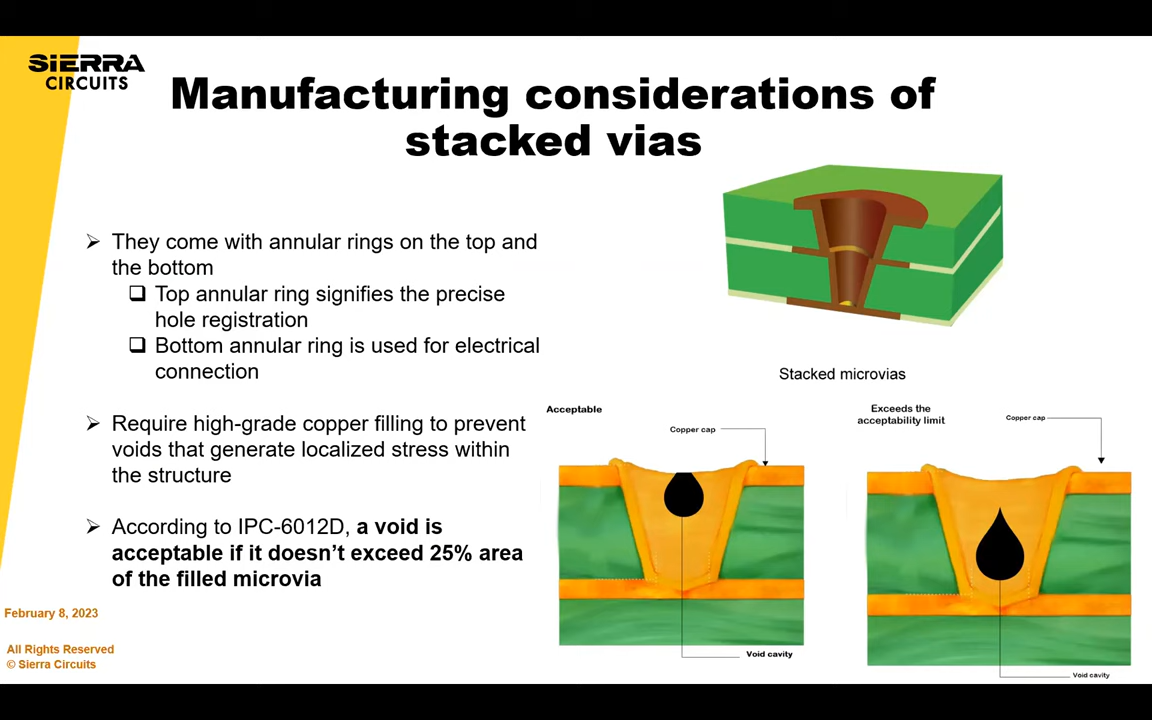 SIERRA
CIRCUITS
Manufacturing considerations of
stacked vias
They come with annular rings on the top and
the bottom
Top annular ring signifies the precise
hole registration
Bottom annular ring is used for electrical
connection
Require high-grade copper filling to prevent
voids that generate localized stress within
the structure
According to IPC-6012D, a void is
acceptable if it doesn’t exceed 25% area
of the filled microvia
Stacked microvias
Acceptable
Copper cap
Void cavity
Exceeds the
acceptability limit
Copper cap
Void cavity
February 8, 2023
All Rights Reserved
© Sierra Circuits